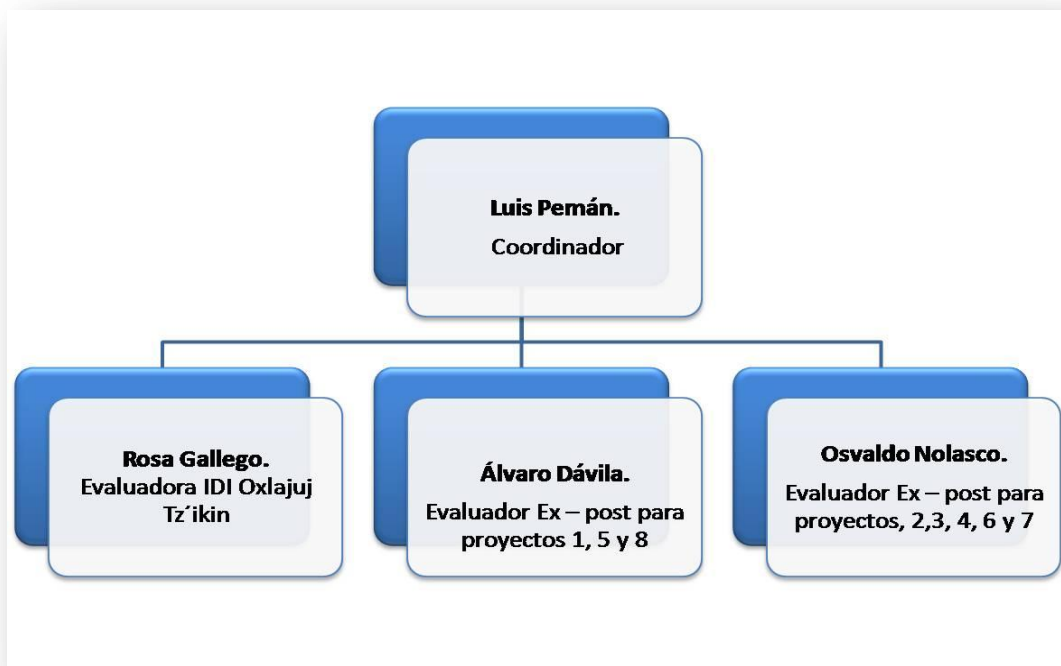 Luis Pemán.
Coordinador
Rosa Gallego.
Evaluadora IDI Oxlajuj
Tz´ikin
Álvaro Dávila.
Evaluador Ex – post para
proyectos 1, 5 y 8
Osvaldo Nolasco.
Evaluador Ex – post para
proyectos, 2,3, 4, 6 y 7